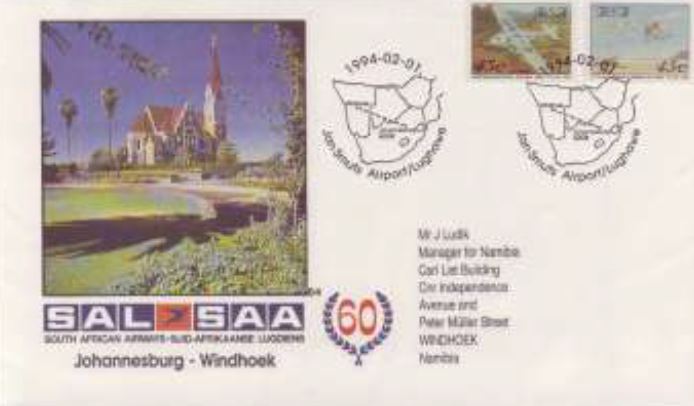 1994-02-01
Jan Smuts Airport/Lughawe
RSA
45c
45c
1994-02-01
Jan Smuts Airport/Lughawe
SAL SAA
SOUTH AFRICAN AIRWAYS-SUID-AFRIKAANSE LUGDIENS
60
Johannesburg - Windhoek
Mr J Ludik
Manager for Namibia
Carl List Building
Cnr Independence
Avenue and
Peter Müller Street
WINDHOEK
Namibia